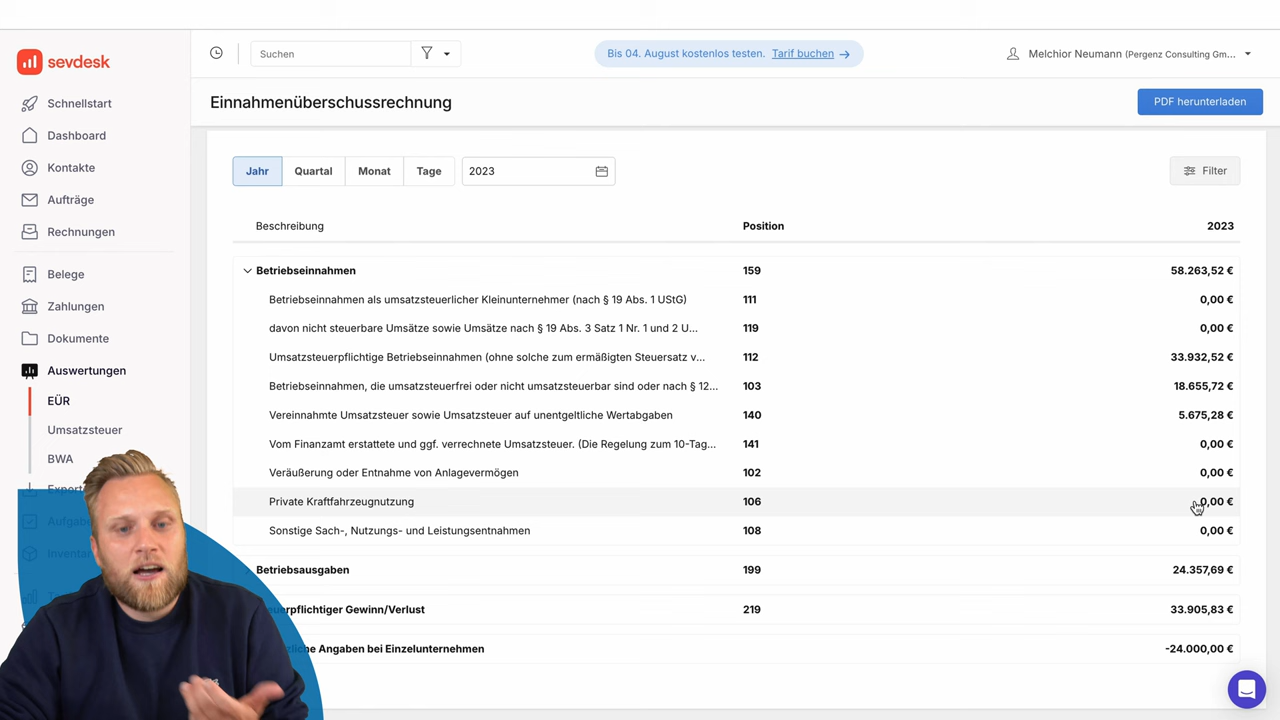 sevdesk
Suchen
Bis 04. August kostenlos testen. Tarif buchen →
Melchior Neumann (Pergenz Consulting Gm...
Schnellstart
Dashboard
Kontakte
Aufträge
Rechnungen
Belege
Zahlungen
Dokumente
Auswertungen
EÜR
Umsatzsteuer
BWA
Export
Einnahmenüberschussrechnung
PDF herunterladen
Jahr Quartal Monat Tage 2023 Filter
Beschreibung Position 2023
Betriebseinnahmen 159 58.263,52 €
Betriebseinnahmen als umsatzsteuerlicher Kleinunternehmer (nach § 19 Abs. 1 UStG) 111 0,00 €
davon nicht steuerbare Umsätze sowie Umsätze nach § 19 Abs. 3 Satz 1 Nr. 1 und 2 U... 119 0,00 €
Umsatzsteuerpflichtige Betriebseinnahmen (ohne solche zum ermäßigten Steuersatz v... 112 33.932,52 €
Betriebseinnahmen, die umsatzsteuerfrei oder nicht umsatzsteuerbar sind oder nach § 12... 103 18.655,72 €
Vereinnahmte Umsatzsteuer sowie Umsatzsteuer auf unentgeltliche Wertabgaben 140 5.675,28 €
Vom Finanzamt erstattete und ggf. verrechnete Umsatzsteuer. (Die Regelung zum 10-Tag... 141 0,00 €
Veräußerung oder Entnahme von Anlagevermögen 102 0,00 €
Private Kraftfahrzeugnutzung 106 0,00 €
Sonstige Sach-, Nutzungs- und Leistungsentnahmen 108 0,00 €
Betriebsausgaben 199 24.357,69 €
uerpflichtiger Gewinn/Verlust 219 33.905,83 €
liche Angaben bei Einzelunternehmen -24.000,00 €